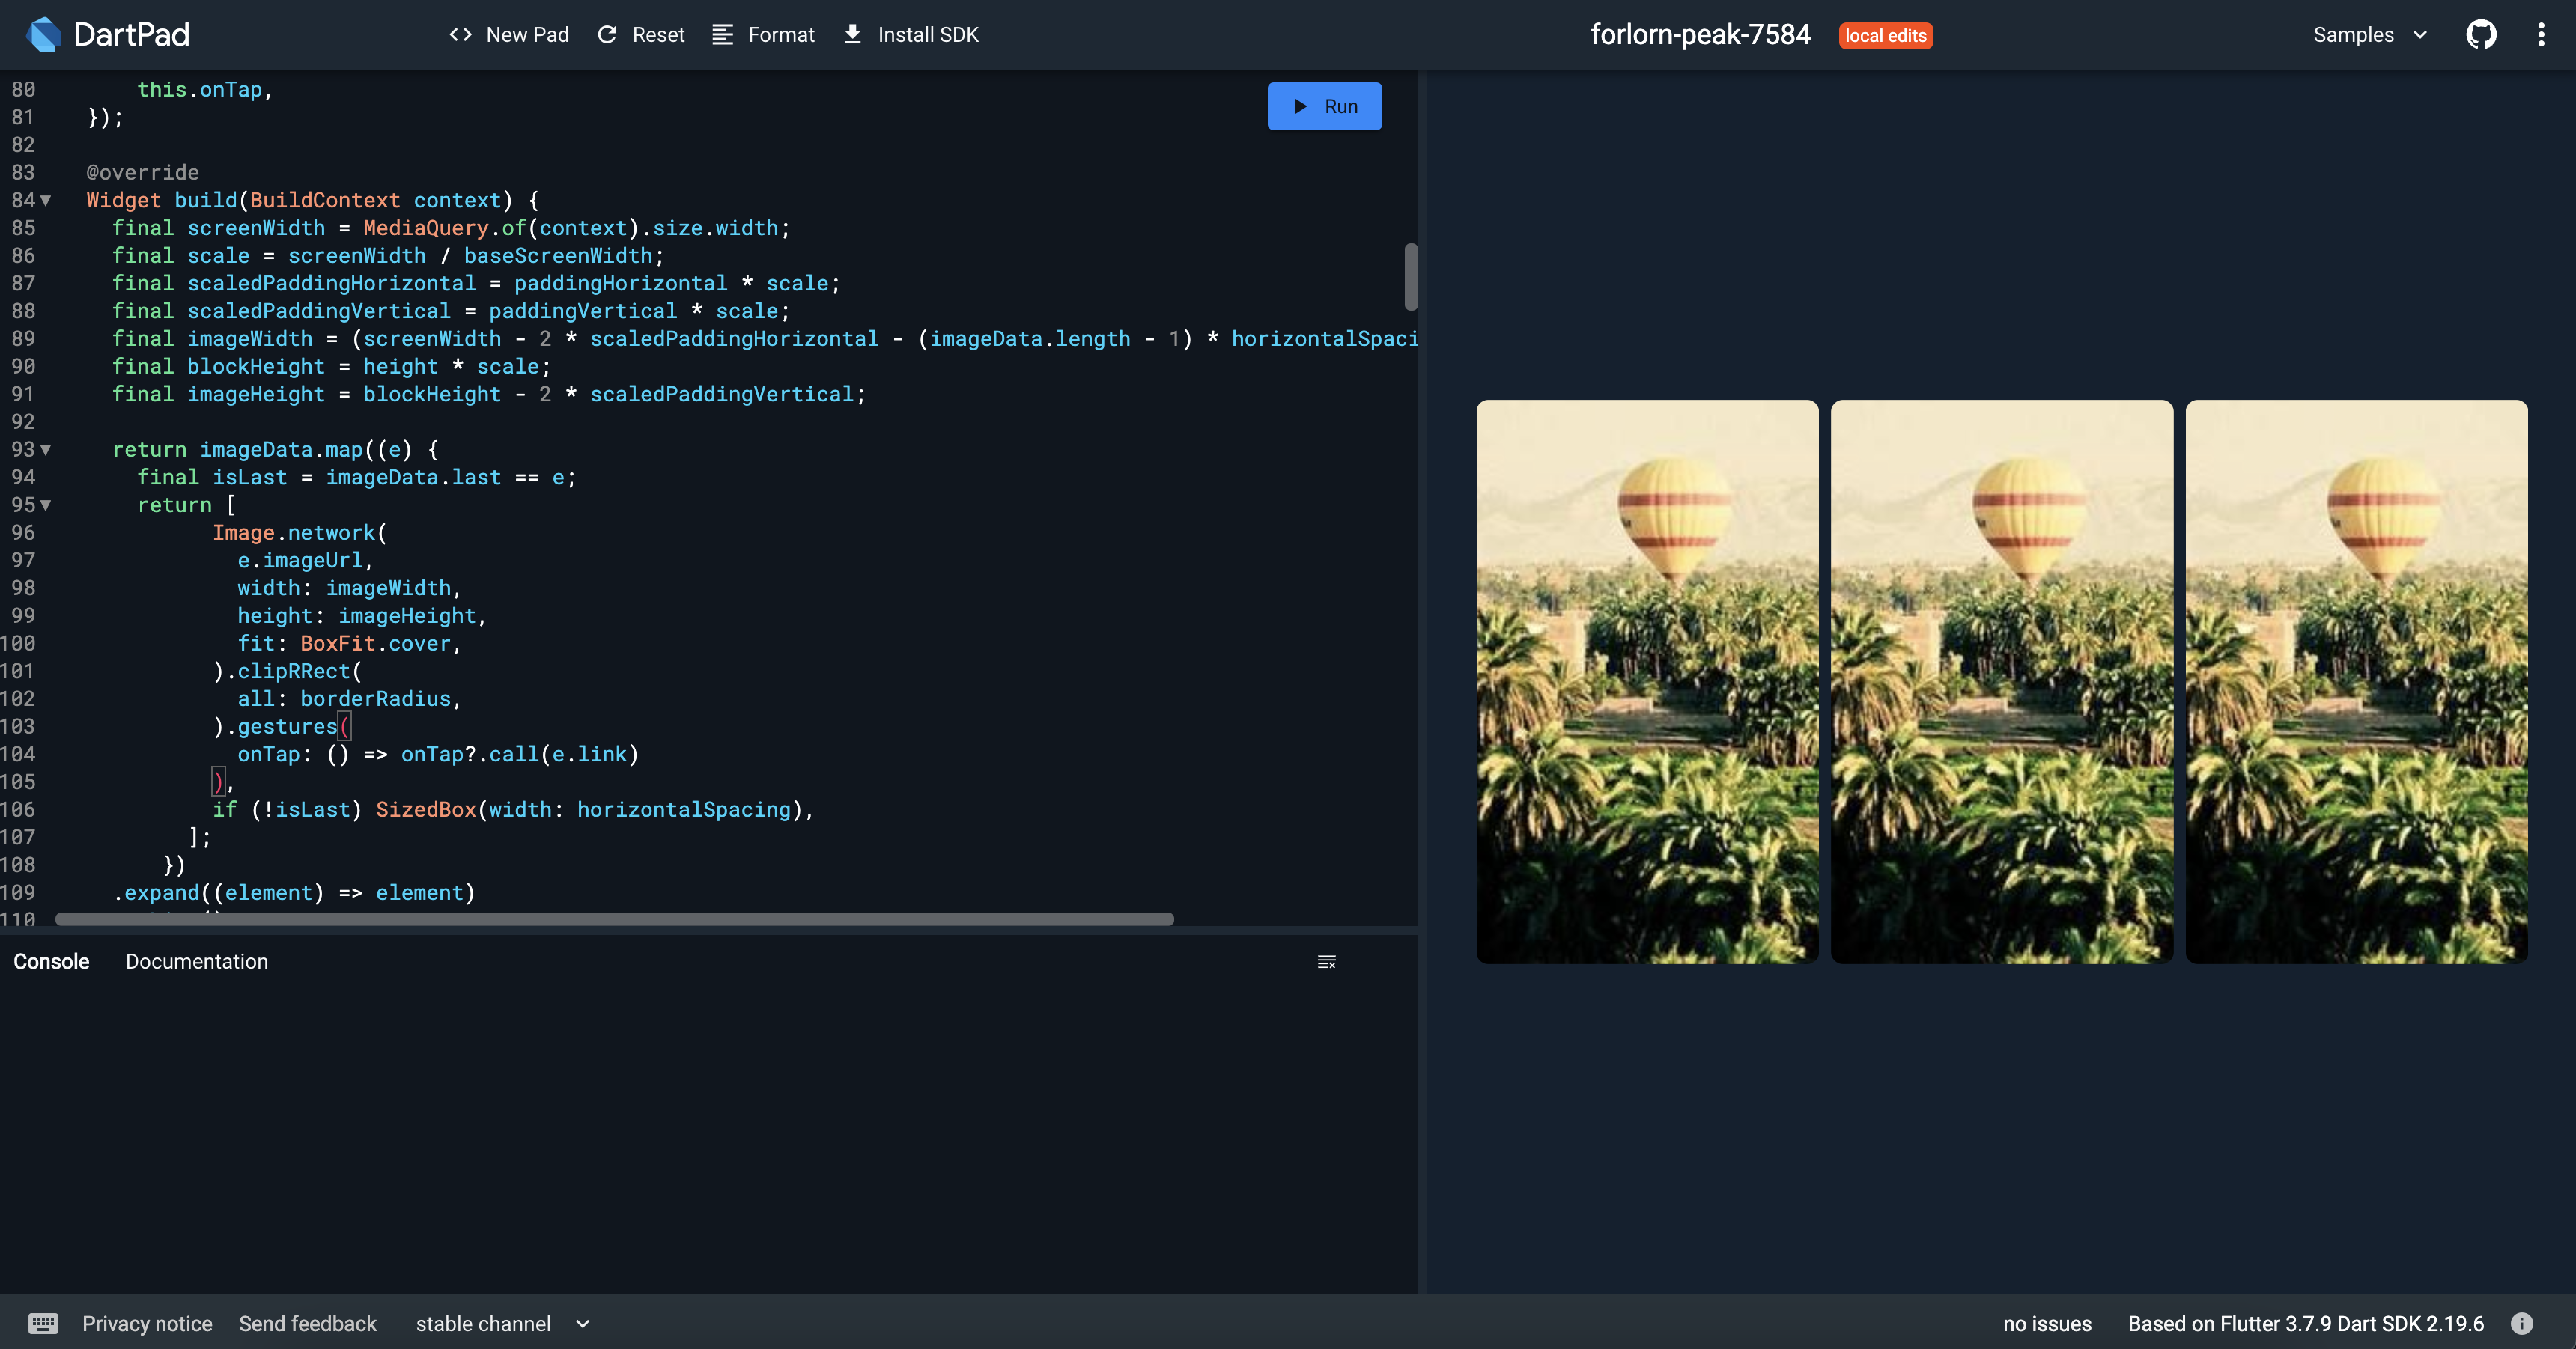 DartPad
New Pad
Reset
Format
Install SDK
forlorn-peak-7584
local edits
Samples
80 this.onTap,
81 });
82
83 @override
84 Widget build(BuildContext context) {
85 final screenWidth = MediaQuery.of(context).size.width;
86 final scale = screenWidth / baseScreenWidth;
87 final scaledPaddingHorizontal = paddingHorizontal * scale;
88 final scaledPaddingVertical = paddingVertical * scale;
89 final imageWidth = (screenWidth - 2 * scaledPaddingHorizontal - (imageData.length - 1) * horizontalSpaci
90 final blockHeight = height * scale;
91 final imageHeight = blockHeight - 2 * scaledPaddingVertical;
92
93 return imageData.map((e) {
94 final isLast = imageData.last == e;
95 return [
96 Image.network(
97 e.imageUrl,
98 width: imageWidth,
99 height: imageHeight,
100 fit: BoxFit.cover,
101 ).clipRRect(
102 all: borderRadius,
103 ).gestures(
104 onTap: () => onTap?.call(e.link)
105 ),
106 if (!isLast) SizedBox(width: horizontalSpacing),
107 ];
108 })
109 .expand((element) => element)
110
Run
Console
Documentation
Privacy notice
Send feedback
stable channel
no issues
Based on Flutter 3.7.9 Dart SDK 2.19.6